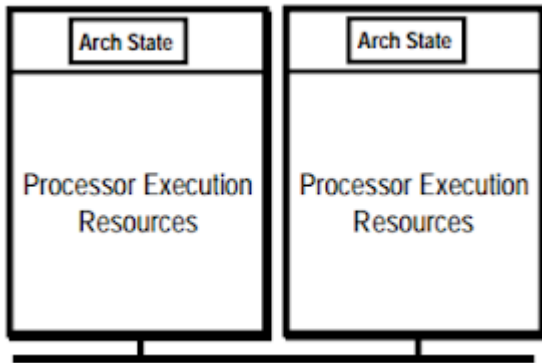 Arch State
Arch State
Processor Execution
Resources
Processor Execution
Resources